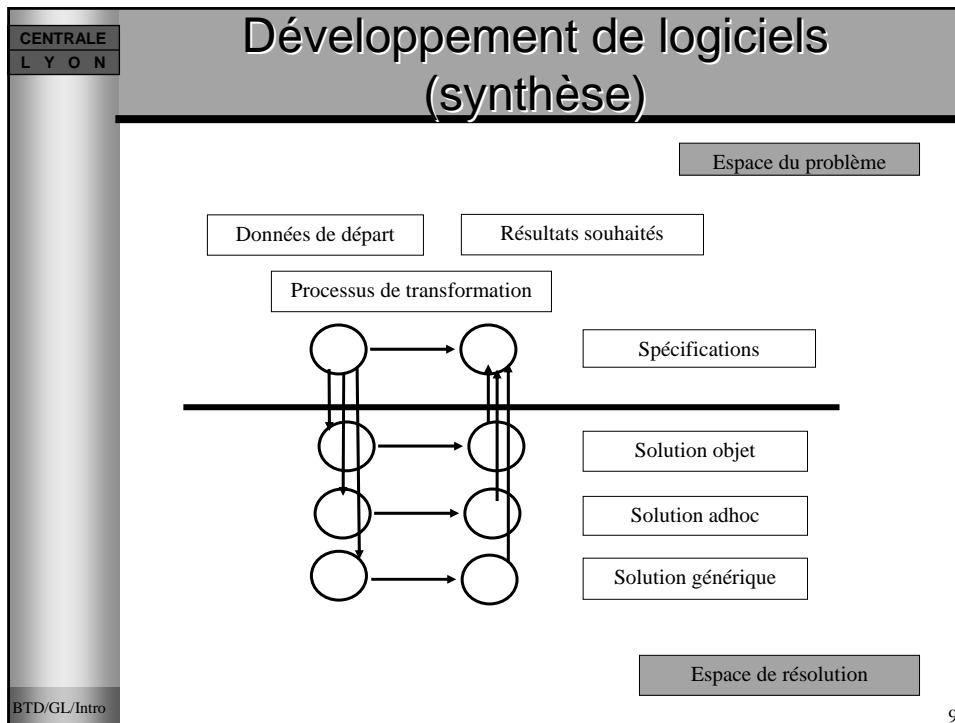 CENTRALE
L Y O N
Développement de logiciels
(synthèse)
Espace du problème
Données de départ
Résultats souhaités
Processus de transformation
Spécifications
Solution objet
Solution adhoc
Solution générique
Espace de résolution
BTD/GL/Intro
9